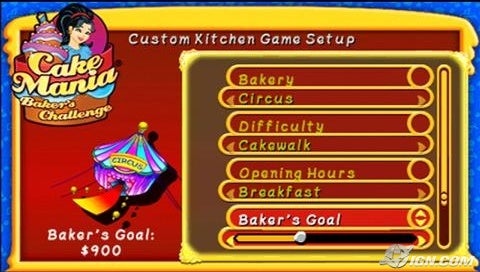 Custom Kitchen Game Setup
Cake
Mania
Baker's
Challenge
CIRCUS
Baker's Goal:
$900
Bakery
Circus
Difficulty
Cakewalk
Opening Hours
Breakfast
Baker's Goal
IGN.COM